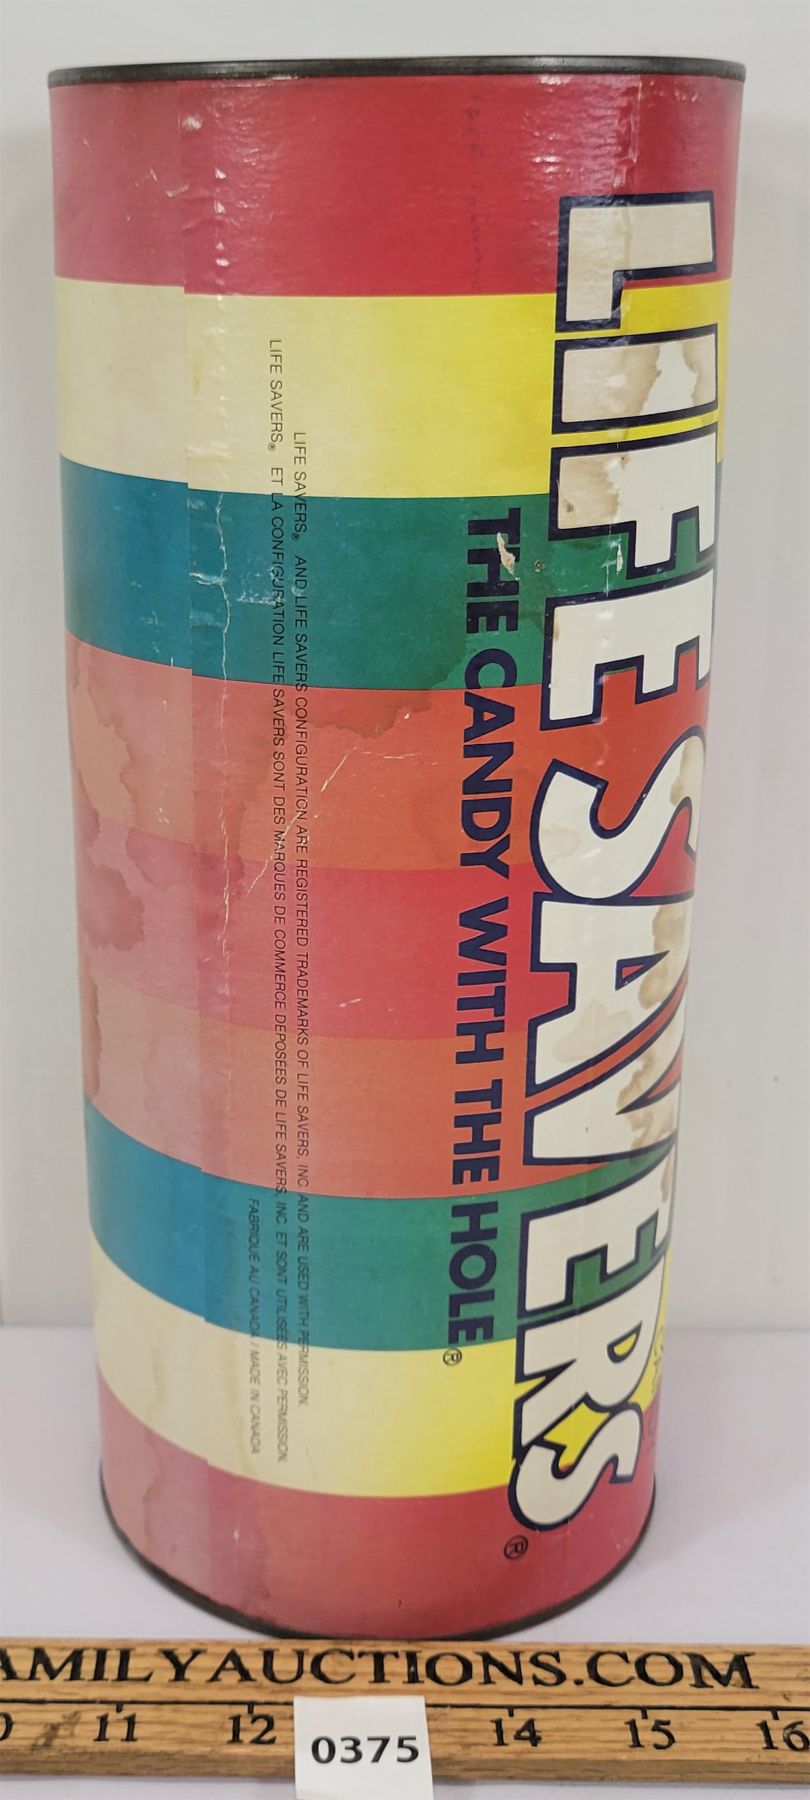 LIFE SAVERS®
THE CANDY WITH THE HOLE®
LIFE SAVERS® AND LIFE SAVERS CONFIGURATION ARE REGISTERED TRADEMARKS OF LIFE SAVERS, INC. AND ARE USED WITH PERMISSION.
LIFE SAVERS® ET LA CONFIGURATION LIFE SAVERS SONT DES MARQUES DE COMMERCE DEPOSÉES DE LIFE SAVERS, INC. ET SONT UTILISÉES AVEC PERMISSION.
FABRIQUÉ AU CANADA / MADE IN CANADA
AMILYAUCTIONS.COM
11 12 14 15 16
0375